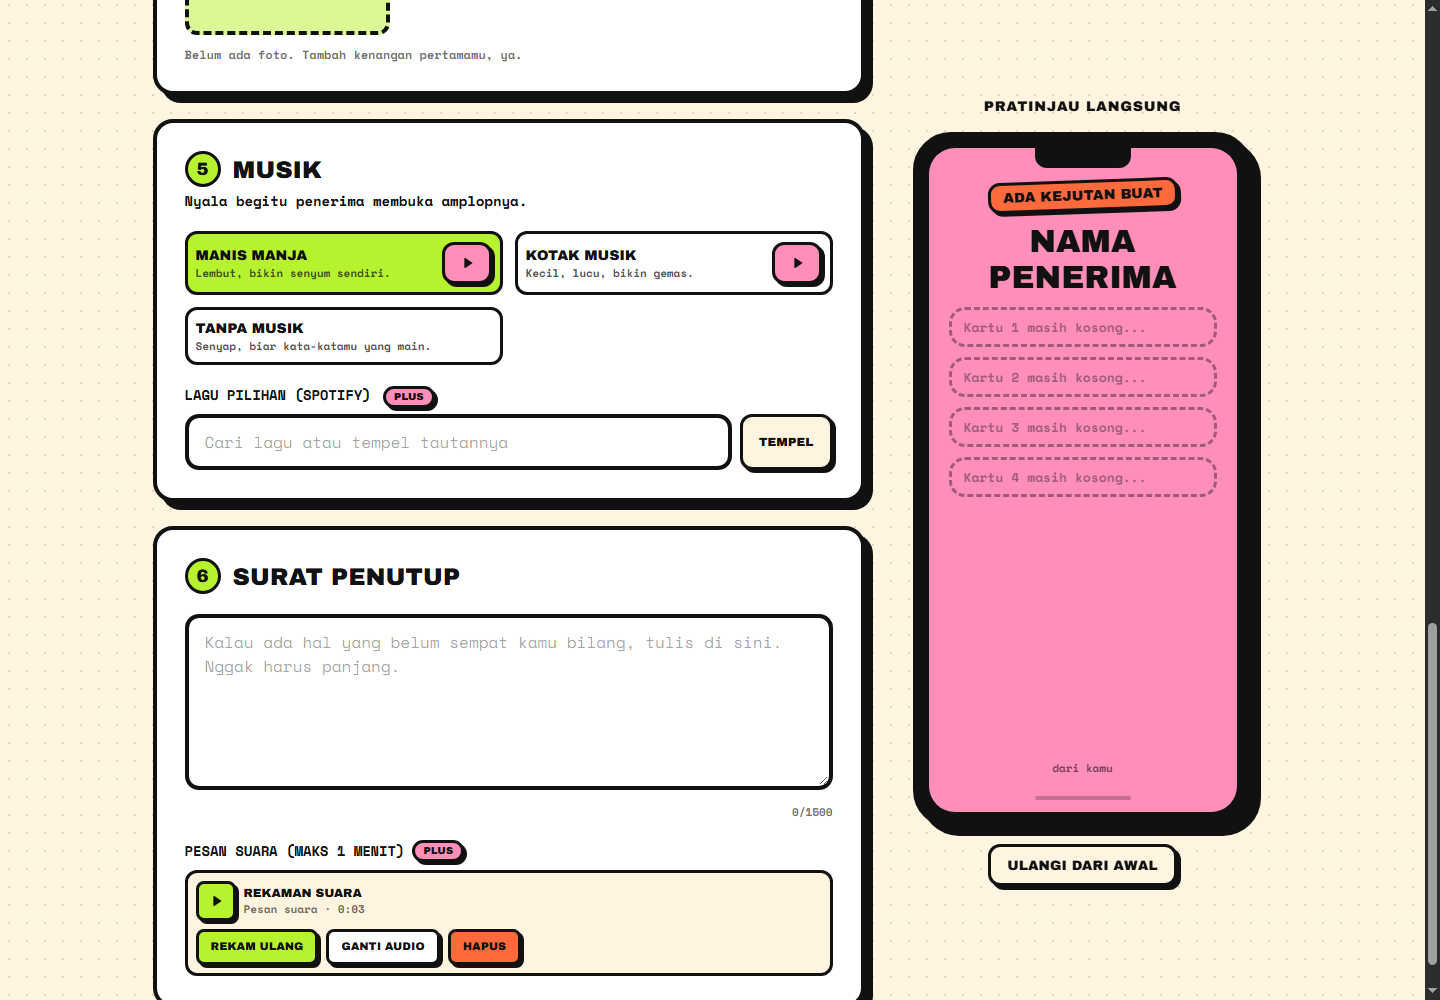 Belum ada foto. Tambah kenangan pertamamu, ya.
5 MUSIK
Nyala begitu penerima membuka amplopnya.
MANIS MANJA
Lembut, bikin senyum sendiri.
KOTAK MUSIK
Kecil, lucu, bikin gemas.
TANPA MUSIK
Senyap, biar kata-katamu yang main.
LAGU PILIHAN (SPOTIFY) PLUS
Cari lagu atau tempel tautannya
TEMPEL
6 SURAT PENUTUP
Kalau ada hal yang belum sempat kamu bilang, tulis di sini.
Nggak harus panjang.
0/1500
PESAN SUARA (MAKS 1 MENIT) PLUS
REKAMAN SUARA
Pesan suara · 0:03
REKAM ULANG
GANTI AUDIO
HAPUS
PRATINJAU LANGSUNG
ADA KEJUTAN BUAT
NAMA
PENERIMA
Kartu 1 masih kosong...
Kartu 2 masih kosong...
Kartu 3 masih kosong...
Kartu 4 masih kosong...
dari kamu
ULANGI DARI AWAL